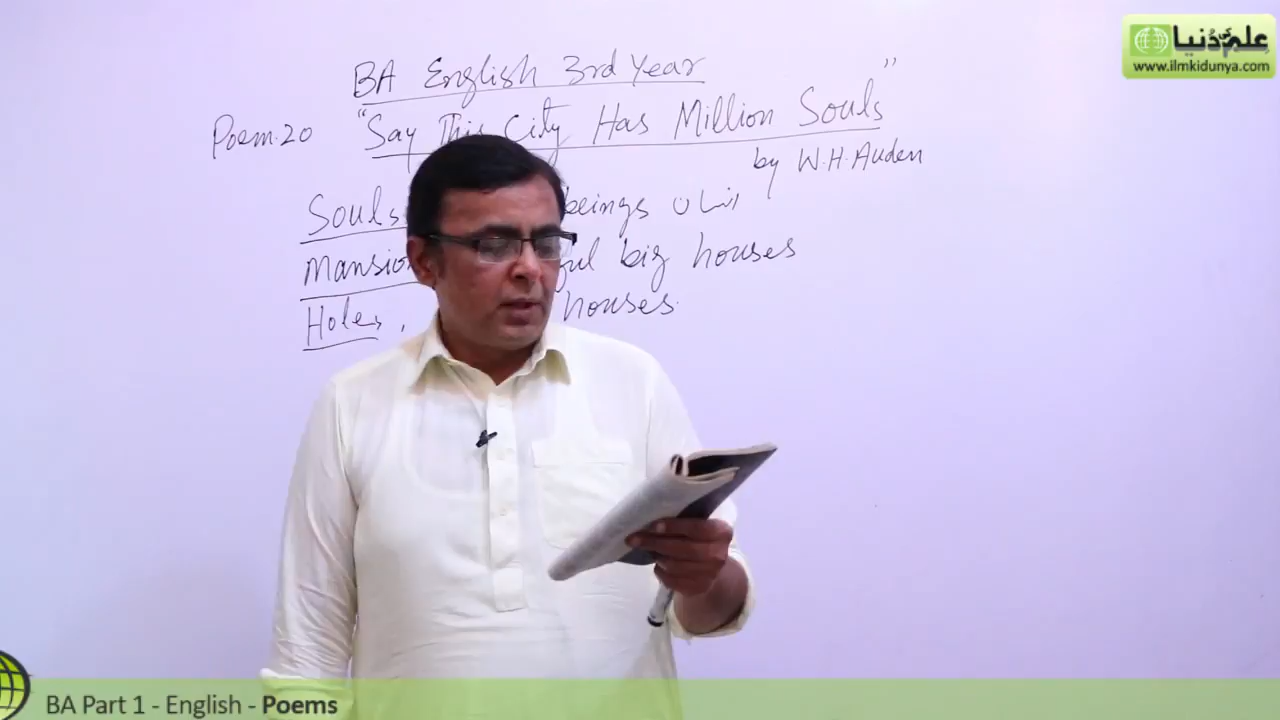 علم کی دُنیا
www.ilmkidunya.com
BA English 3rd Year
Poem.20 "Say This City Has Million Souls"
by W.H.Auden
Souls beings انسان
big houses
Holes, houses.
BA Part 1 - English - Poems